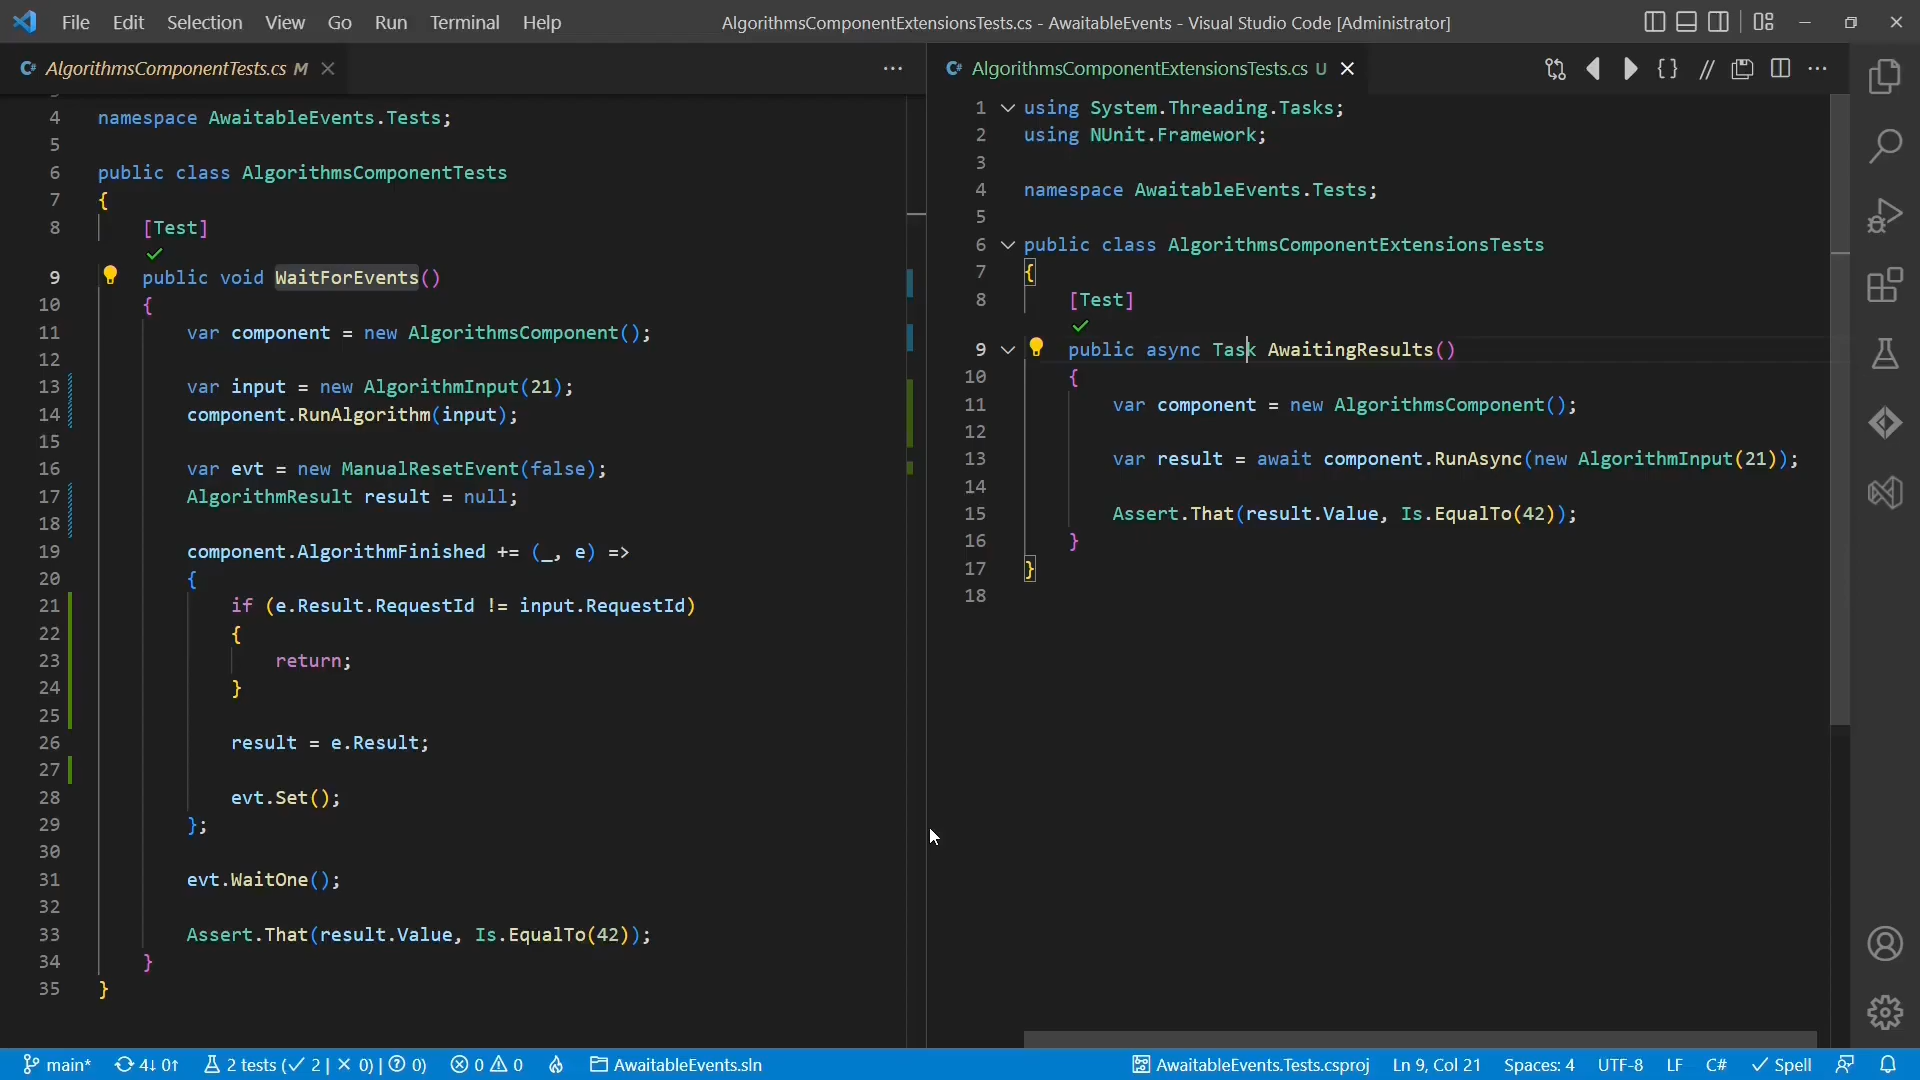 File Edit Selection View Go Run Terminal Help
AlgorithmsComponentExtensionsTests.cs - AwaitableEvents - Visual Studio Code [Administrator]
C# AlgorithmsComponentTests.cs M
4 namespace AwaitableEvents.Tests;
5
6 public class AlgorithmsComponentTests
7 {
8 [Test]
9 public void WaitForEvents()
10 {
11 var component = new AlgorithmsComponent();
12
13 var input = new AlgorithmInput(21);
14 component.RunAlgorithm(input);
15
16 var evt = new ManualResetEvent(false);
17 AlgorithmResult result = null;
18
19 component.AlgorithmFinished += (_, e) =>
20 {
21 if (e.Result.RequestId != input.RequestId)
22 {
23 return;
24 }
25
26 result = e.Result;
27
28 evt.Set();
29 };
30
31 evt.WaitOne();
32
33 Assert.That(result.Value, Is.EqualTo(42));
34 }
35 }
C# AlgorithmsComponentExtensionsTests.cs U
1 using System.Threading.Tasks;
2 using NUnit.Framework;
3
4 namespace AwaitableEvents.Tests;
5
6 public class AlgorithmsComponentExtensionsTests
7 {
8 [Test]
9 public async Task AwaitingResults()
10 {
11 var component = new AlgorithmsComponent();
12
13 var result = await component.RunAsync(new AlgorithmInput(21));
14
15 Assert.That(result.Value, Is.EqualTo(42));
16 }
17 }
18
main* 4↓ 0↑ 2 tests (✓ 2 | ✕ 0) | ? 0) 0 0 AwaitableEvents.sln
AwaitableEvents.Tests.csproj Ln 9, Col 21 Spaces: 4 UTF-8 LF C# ✓ Spell